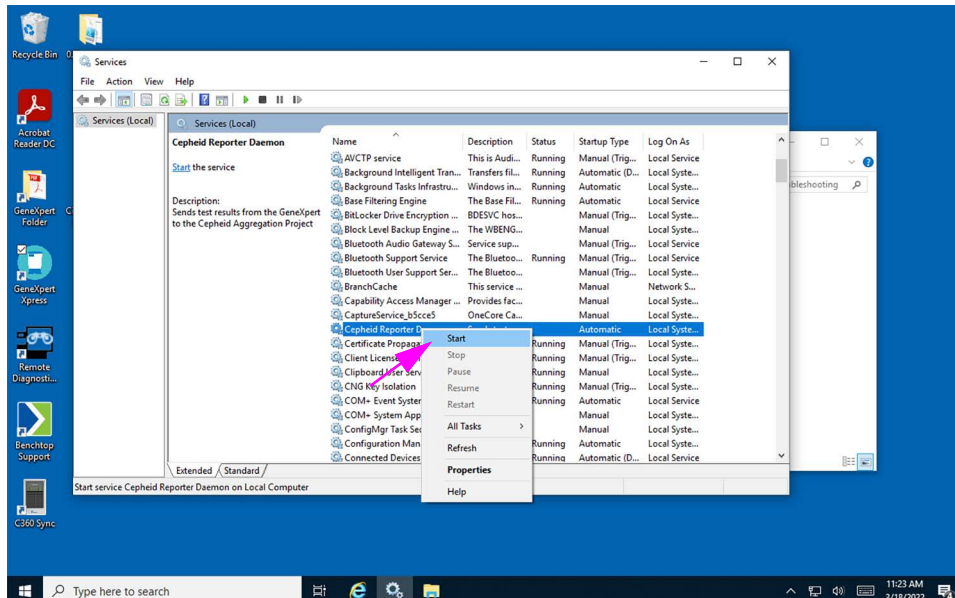 Recycle Bin
Acrobat
Reader DC
GeneXpert
Folder
GeneXpert
Xpress
Remote
Diagnosti...
Benchtop
Support
C360 Sync
Services
File Action View Help
Services (Local)
Services (Local)
Cepheid Reporter Daemon
Start the service
Description:
Sends test results from the GeneXpert
to the Cepheid Aggregation Project
Name Description Status Startup Type Log On As
AVCTP service This is Audi... Running Manual (Trig... Local Service
Background Intelligent Tran... Transfers fil... Running Automatic (D... Local Syste...
Background Tasks Infrastru... Windows in... Running Automatic Local Syste...
Base Filtering Engine The Base Fil... Running Automatic Local Service
BitLocker Drive Encryption ... BDESVC hos... Manual (Trig... Local Syste...
Block Level Backup Engine ... The WBENG... Manual Local Syste...
Bluetooth Audio Gateway S... Service sup... Manual (Trig... Local Service
Bluetooth Support Service The Bluetoo... Running Manual (Trig... Local Service
Bluetooth User Support Ser... The Bluetoo... Manual (Trig... Local Syste...
BranchCache This service ... Manual Network S...
Capability Access Manager ... Provides fac... Manual Local Syste...
CaptureService_b5cce5 OneCore Ca... Manual Local Syste...
Cepheid Reporter Automatic Local Syste...
Certificate Propaga Running Manual (Trig... Local Syste...
Client License Running Manual (Trig... Local Syste...
Clipboard User Serv Running Manual Local Syste...
CNG Key Isolation Running Manual (Trig... Local Syste...
COM+ Event Syster Running Automatic Local Service
COM+ System App Manual Local Syste...
ConfigMgr Task Manual Local Syste...
Configuration Man Running Automatic Local Syste...
Connected Devices Running Automatic (D... Local Service
Start
Stop
Pause
Resume
Restart
All Tasks
Refresh
Properties
Help
Extended Standard
Start service Cepheid Reporter Daemon on Local Computer
Type here to search
11:23 AM